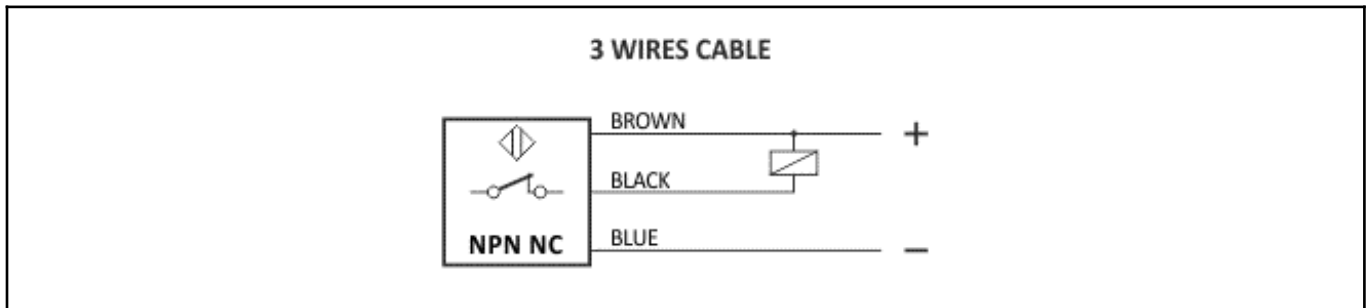 3 WIRES CABLE
BROWN
+
BLACK
NPN NC
BLUE
−